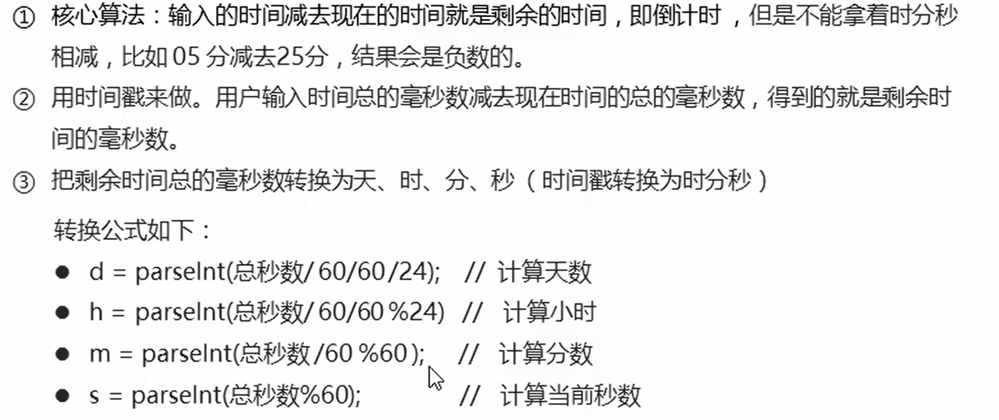 ① 核心算法：输入的时间减去现在的时间就是剩余的时间，即倒计时 ，但是不能拿着时分秒
相减，比如 05 分减去25分，结果会是负数的。
② 用时间戳来做。用户输入时间总的毫秒数减去现在时间的总的毫秒数，得到的就是剩余时
间的毫秒数。
③ 把剩余时间总的毫秒数转换为天、时、分、秒 （时间戳转换为时分秒）
转换公式如下：
● d = parseInt(总秒数/ 60/60 /24); // 计算天数
● h = parseInt(总秒数/ 60/60 %24) // 计算小时
● m = parseInt(总秒数 /60 %60 ); // 计算分数
● s = parseInt(总秒数%60); // 计算当前秒数